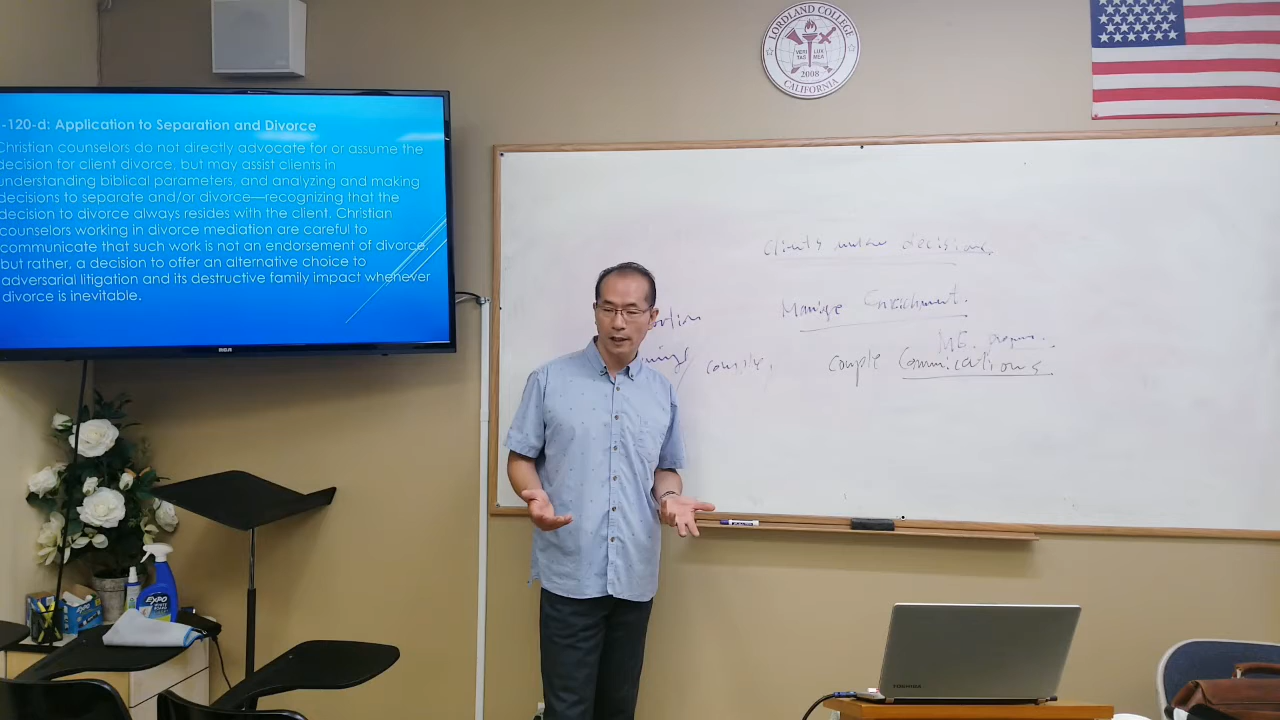 -120-d: Application to Separation and Divorce
Christian counselors do not directly advocate for or assume the
decision for client divorce, but may assist clients in
understanding biblical parameters, and analyzing and making
decisions to separate and/or divorce—recognizing that the
decision to divorce always resides with the client. Christian
counselors working in divorce mediation are careful to
communicate that such work is not an endorsement of divorce,
but rather, a decision to offer an alternative choice to
adversarial litigation and its destructive family impact whenever
divorce is inevitable.
RCA
LORDLAND COLLEGE
VERI LUX
TAS MEA
2008
CALIFORNIA
decisions
Enrichment.
couple Communications
EXPO
TOSHIBA